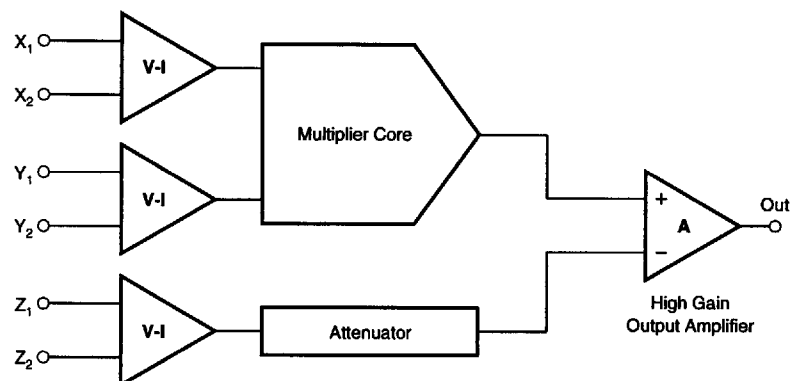 X₁
V-I
X₂
Multiplier Core
Y₁
V-I
Y₂
+
A
−
Out
High Gain
Output Amplifier
Z₁
V-I
Attenuator
Z₂